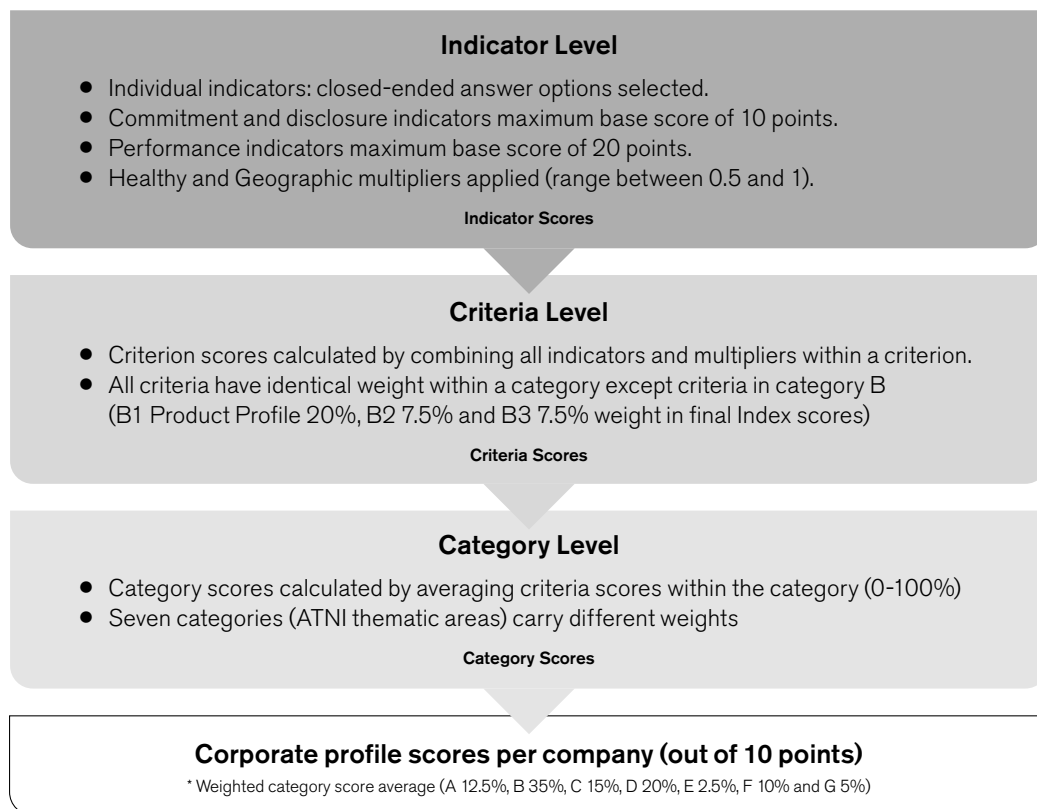 Indicator Level
● Individual indicators: closed-ended answer options selected.
● Commitment and disclosure indicators maximum base score of 10 points.
● Performance indicators maximum base score of 20 points.
● Healthy and Geographic multipliers applied (range between 0.5 and 1).
Indicator Scores
Criteria Level
● Criterion scores calculated by combining all indicators and multipliers within a criterion.
● All criteria have identical weight within a category except criteria in category B
(B1 Product Profile 20%, B2 7.5% and B3 7.5% weight in final Index scores)
Criteria Scores
Category Level
● Category scores calculated by averaging criteria scores within the category (0-100%)
● Seven categories (ATNI thematic areas) carry different weights
Category Scores
Corporate profile scores per company (out of 10 points)
* Weighted category score average (A 12.5%, B 35%, C 15%, D 20%, E 2.5%, F 10% and G 5%)